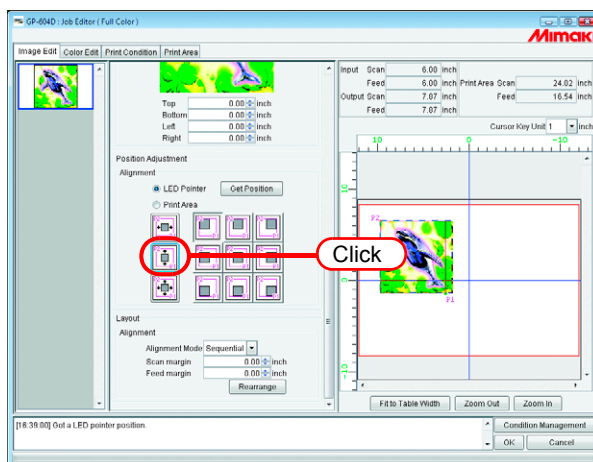 GP-604D : Job Editor ( Full Color )
Mimaki
Image Edit Color Edit Print Condition Print Area
Top 0.00 inch
Bottom 0.00 inch
Left 0.00 inch
Right 0.00 inch
Position Adjustment
Alignment
LED Pointer Get Position
Print Area
Layout
Alignment
Alignment Mode Sequential
Scan margin 0.00 inch
Feed margin 0.00 inch
Rearrange
Click
Input Scan 6.00 inch
Feed 6.00 inch Print Area Scan 24.02 inch
Output Scan 7.07 inch Feed 16.54 inch
Feed 7.07 inch
Cursor Key Unit 1 inch
10 0 -10
10
0
-10
P2
P1
Fit to Table Width Zoom Out Zoom In
[16:39:00] Got a LED pointer position.
Condition Management
OK Cancel